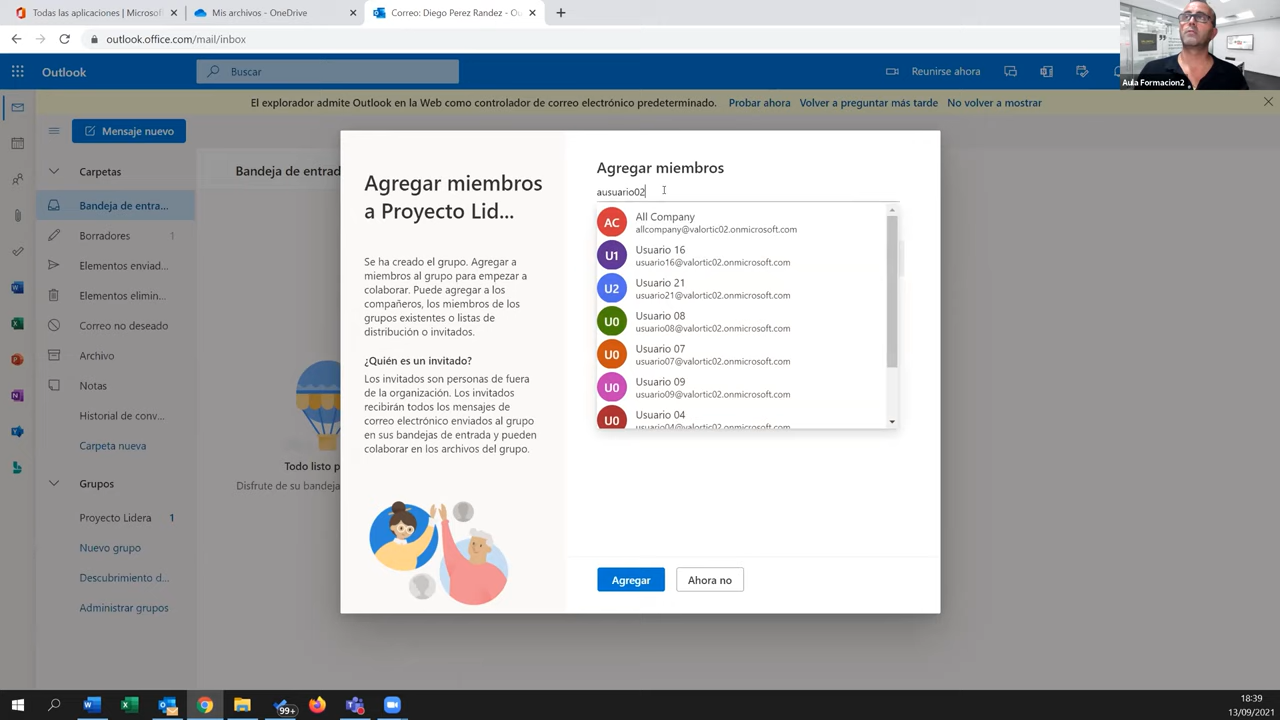 Todas las aplicaciones | Microsof
Mis archivos - OneDrive
Correo: Diego Perez Randez - Ou
outlook.office.com/mail/inbox
Aula Formacion2
Outlook
Buscar
Reunirse ahora
El explorador admite Outlook en la Web como controlador de correo electrónico predeterminado. Probar ahora Volver a preguntar más tarde No volver a mostrar
Mensaje nuevo
Carpetas
Bandeja de entra...
Borradores 1
Elementos enviad...
Elementos elimin...
Correo no deseado
Archivo
Notas
Historial de conv...
Carpeta nueva
Grupos
Proyecto Lidera 1
Nuevo grupo
Descubrimiento d...
Administrar grupos
Bandeja de entrad
Todo listo p
Disfrute de su bandeja
Agregar miembros
a Proyecto Lid...
Se ha creado el grupo. Agregar a
miembros al grupo para empezar a
colaborar. Puede agregar a los
compañeros, los miembros de los
grupos existentes o listas de
distribución o invitados.
¿Quién es un invitado?
Los invitados son personas de fuera
de la organización. Los invitados
recibirán todos los mensajes de
correo electrónico enviados al grupo
en sus bandejas de entrada y pueden
colaborar en los archivos del grupo.
Agregar miembros
ausuario02
AC
All Company
allcompany@valortic02.onmicrosoft.com
U1
Usuario 16
usuario16@valortic02.onmicrosoft.com
U2
Usuario 21
usuario21@valortic02.onmicrosoft.com
U0
Usuario 08
usuario08@valortic02.onmicrosoft.com
U0
Usuario 07
usuario07@valortic02.onmicrosoft.com
U0
Usuario 09
usuario09@valortic02.onmicrosoft.com
U0
Usuario 04
usuario04@valortic02.onmicrosoft.com
Agregar
Ahora no
99+
18:39
13/09/2021